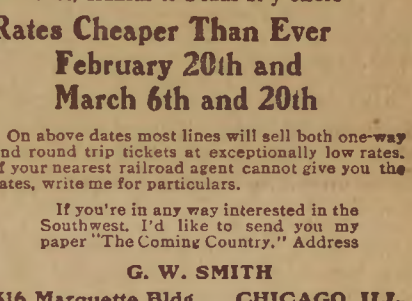 Rates Cheaper Than Ever
February 20th and
March 6th and 20th
On above dates most lines will sell both one-way
and round trip tickets at exceptionally low rates.
If your nearest railroad agent cannot give you the
rates, write me for particulars.
If you're in any way interested in the
Southwest, I'd like to send you my
paper "The Coming Country." Address
G. W. SMITH
316 Marquette Bldg. CHICAGO, ILL.